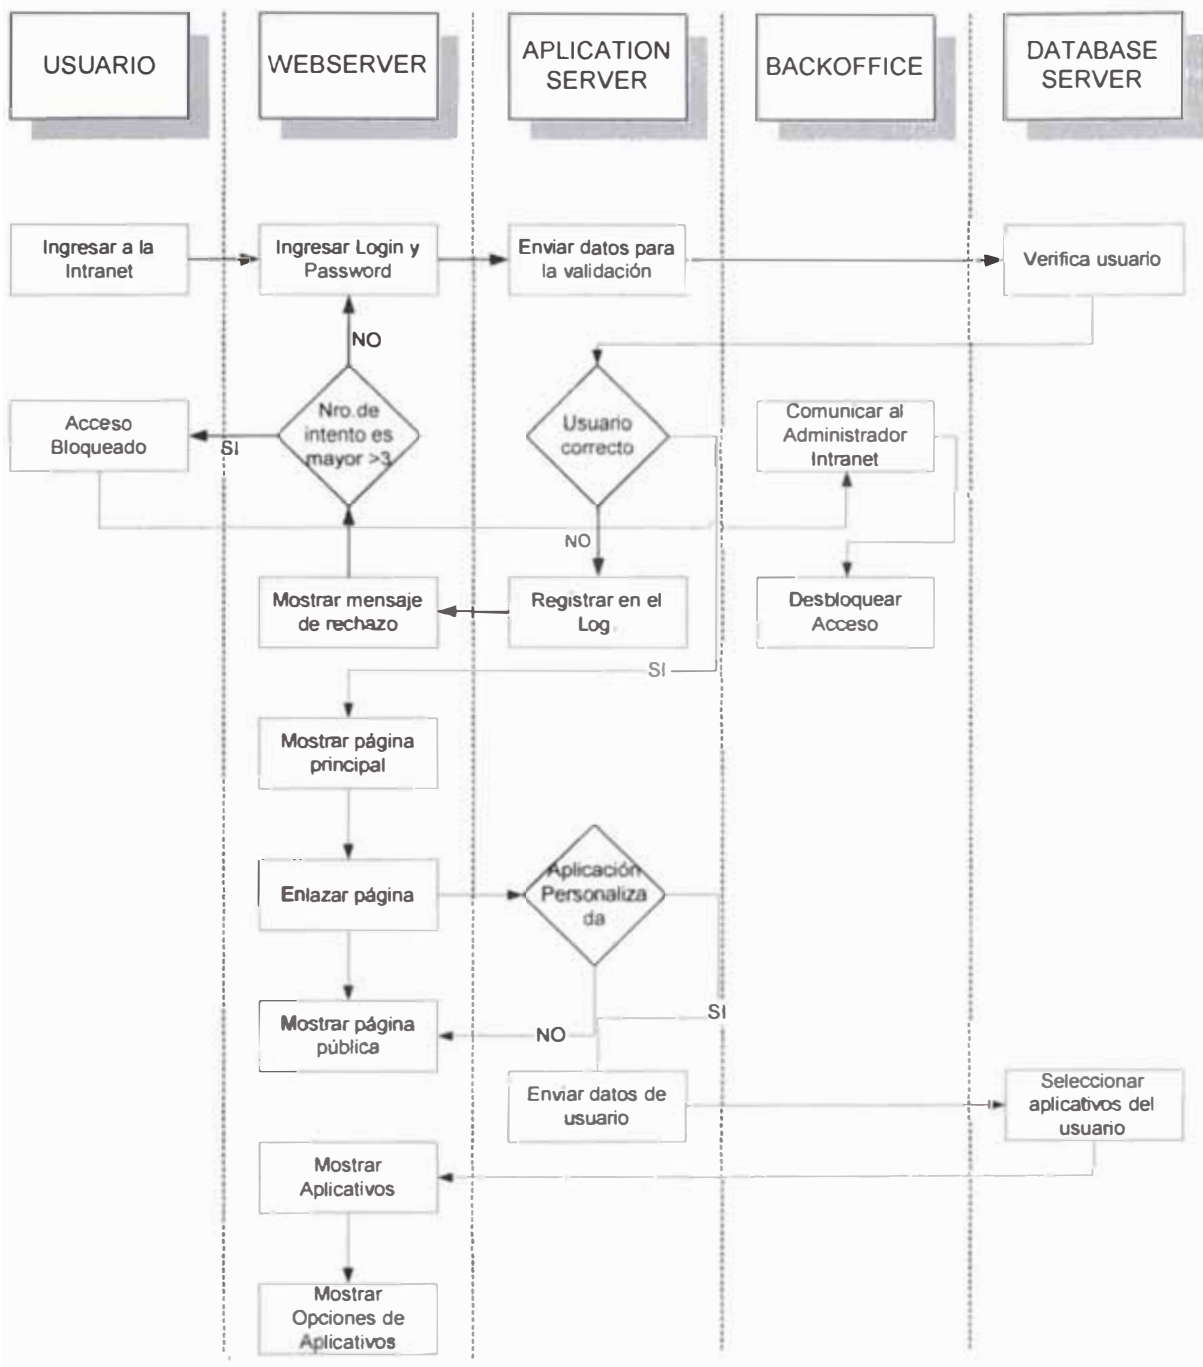 USUARIO
WEBSERVER
APLICATION
SERVER
BACKOFFICE
DATABASE
SERVER
Ingresar a la
Intranet
Ingresar Login y
Password
Enviar datos para
la validación
Verifica usuario
NO
Acceso
Bloqueado
SI
Nro.de
intento es
mayor >3
Usuario
correcto
Comunicar al
Administrador
Intranet
NO
Mostrar mensaje
de rechazo
Registrar en el
Log
Desbloquear
Acceso
SI
Mostrar página
principal
Enlazar página
Aplicación
Personaliza
da
SI
Mostrar página
pública
NO
Enviar datos de
usuario
Seleccionar
aplicativos del
usuario
Mostrar
Aplicativos
Mostrar
Opciones de
Aplicativos